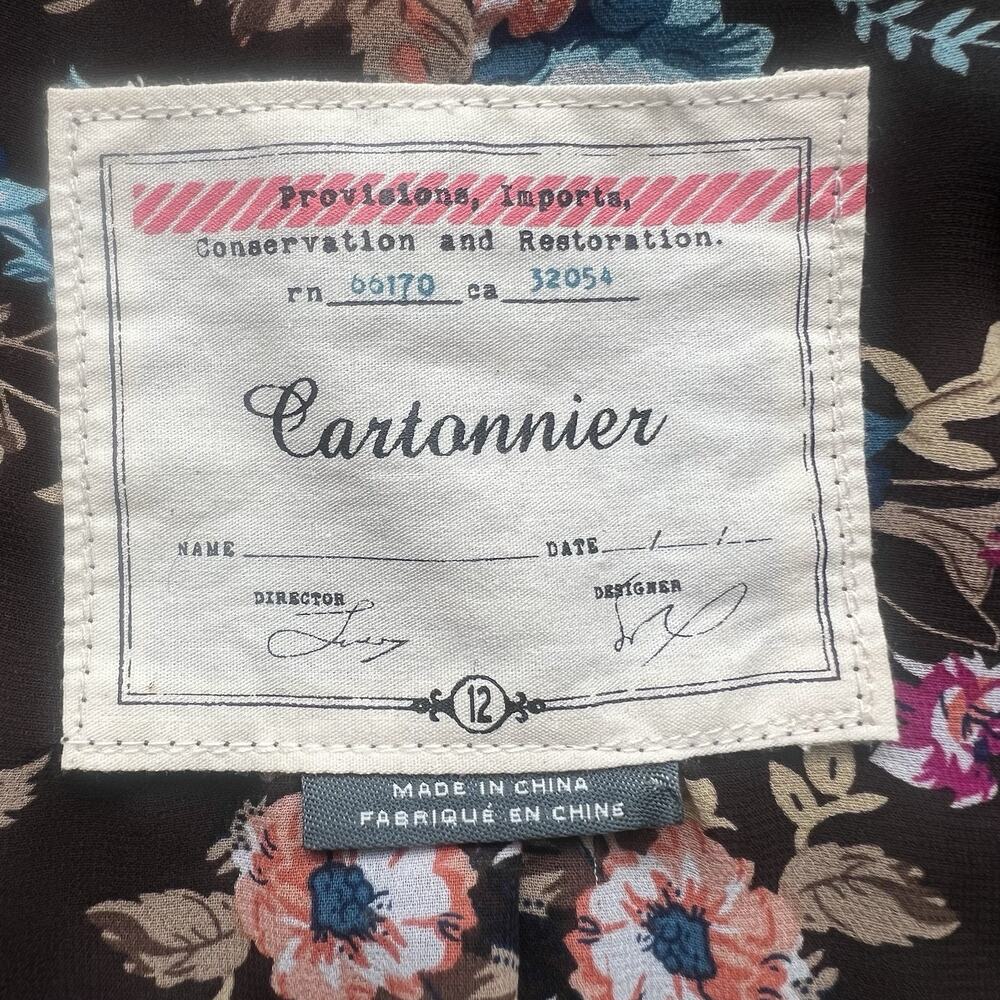 Provisions, Imports,
Conservation and Restoration.
rn 66170 ca 32054
Cartonnier
NAME DATE / /
DIRECTOR DESIGNER
12
MADE IN CHINA
FABRIQUÉ EN CHINE